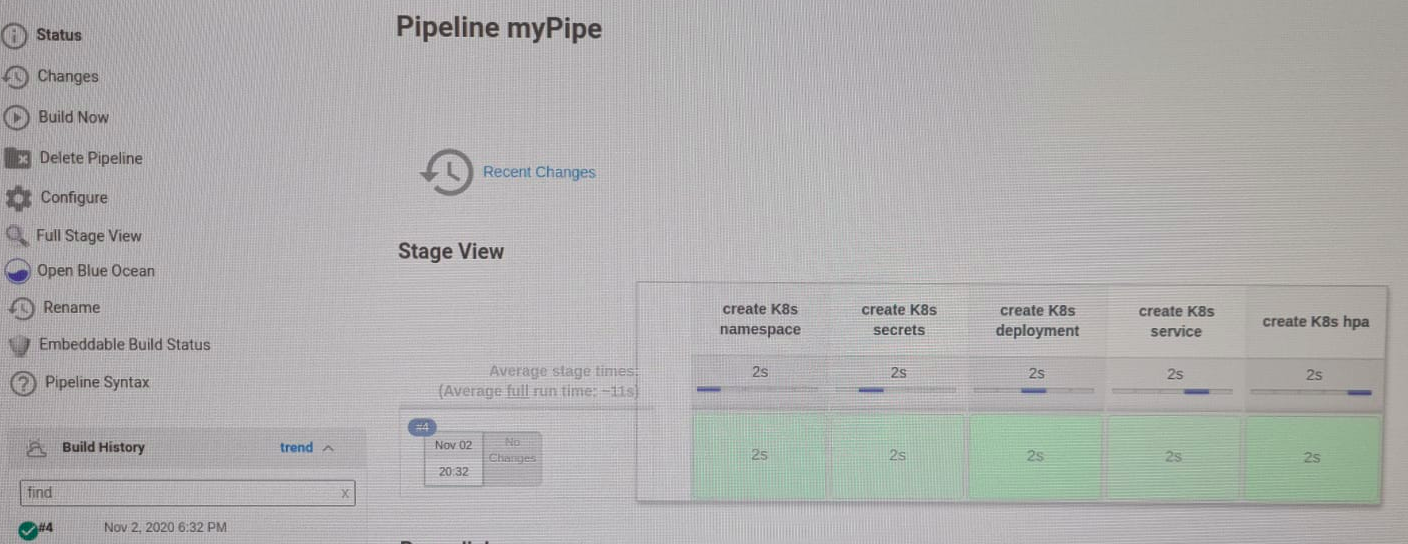 Status
Changes
Build Now
Delete Pipeline
Configure
Full Stage View
Open Blue Ocean
Rename
Embeddable Build Status
Pipeline Syntax
Build History
trend
find
x
#4
Nov 2, 2020 6:32 PM
Pipeline myPipe
Recent Changes
Stage View
create K8s
namespace
create K8s
secrets
create K8s
deployment
create K8s
service
create K8s hpa
Average stage times:
(Average full run time: ~11s)
2s
2s
2s
2s
2s
#4
Nov 02
20:32
No
Changes
2s
2s
2s
2s
2s